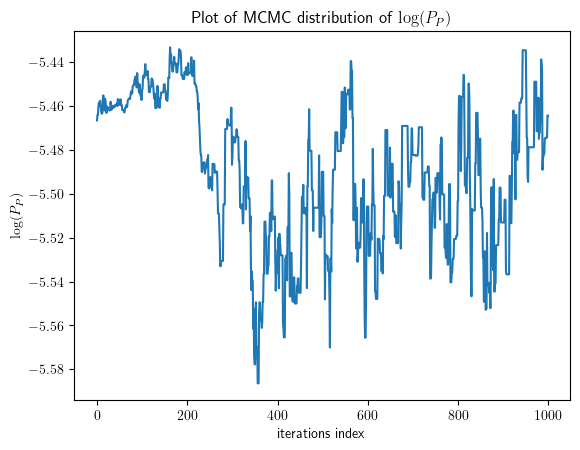 Plot of MCMC distribution of log(P_P)
log(P_P)
−5.44
−5.46
−5.48
−5.50
−5.52
−5.54
−5.56
−5.58
0 200 400 600 800 1000
iterations index